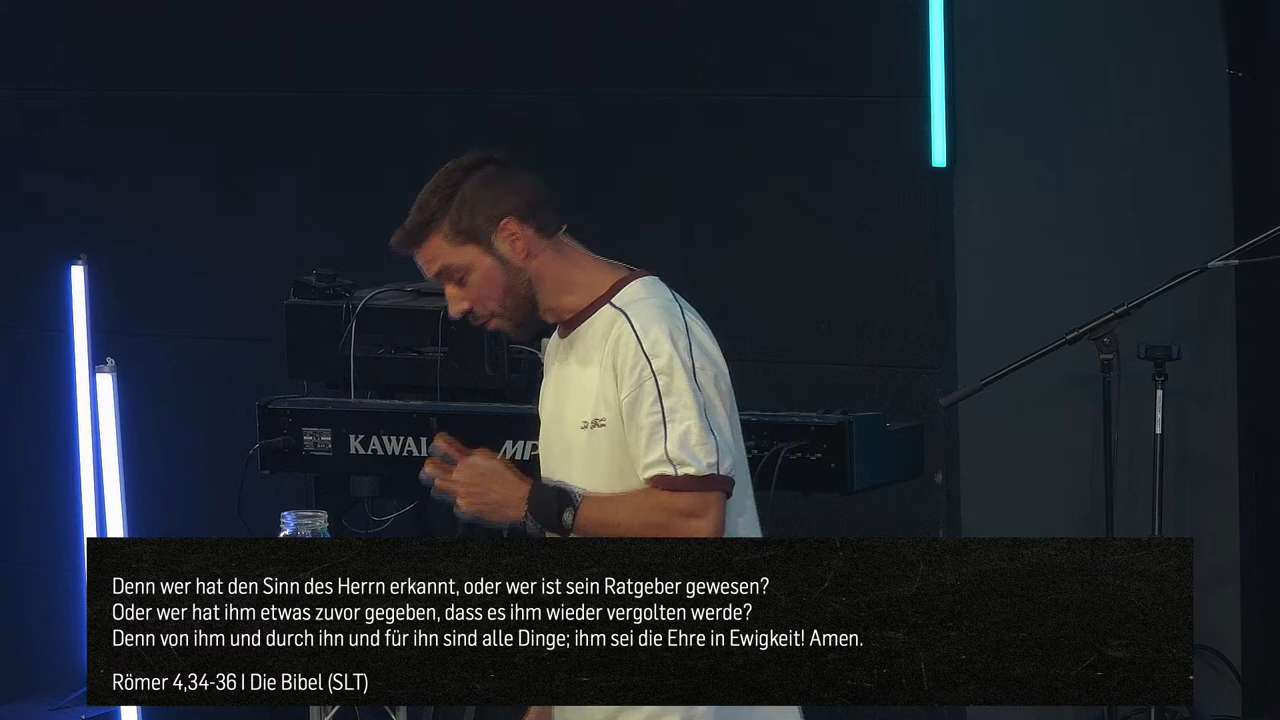 KAWAI MP
Denn wer hat den Sinn des Herrn erkannt, oder wer ist sein Ratgeber gewesen?
Oder wer hat ihm etwas zuvor gegeben, dass es ihm wieder vergolten werde?
Denn von ihm und durch ihn und für ihn sind alle Dinge; ihm sei die Ehre in Ewigkeit! Amen.
Römer 4,34-36 I Die Bibel (SLT)